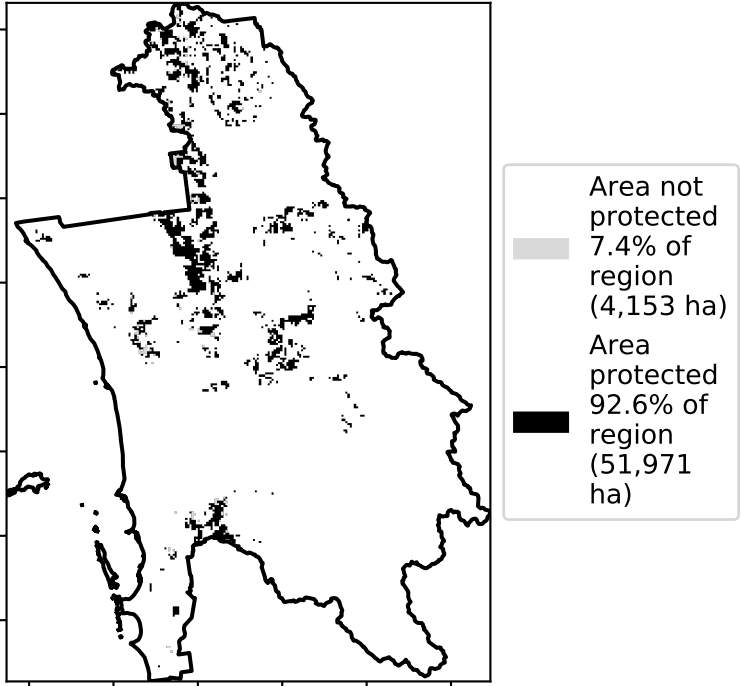 Area not
protected
7.4% of
region
(4,153 ha)
Area
protected
92.6% of
region
(51,971
ha)